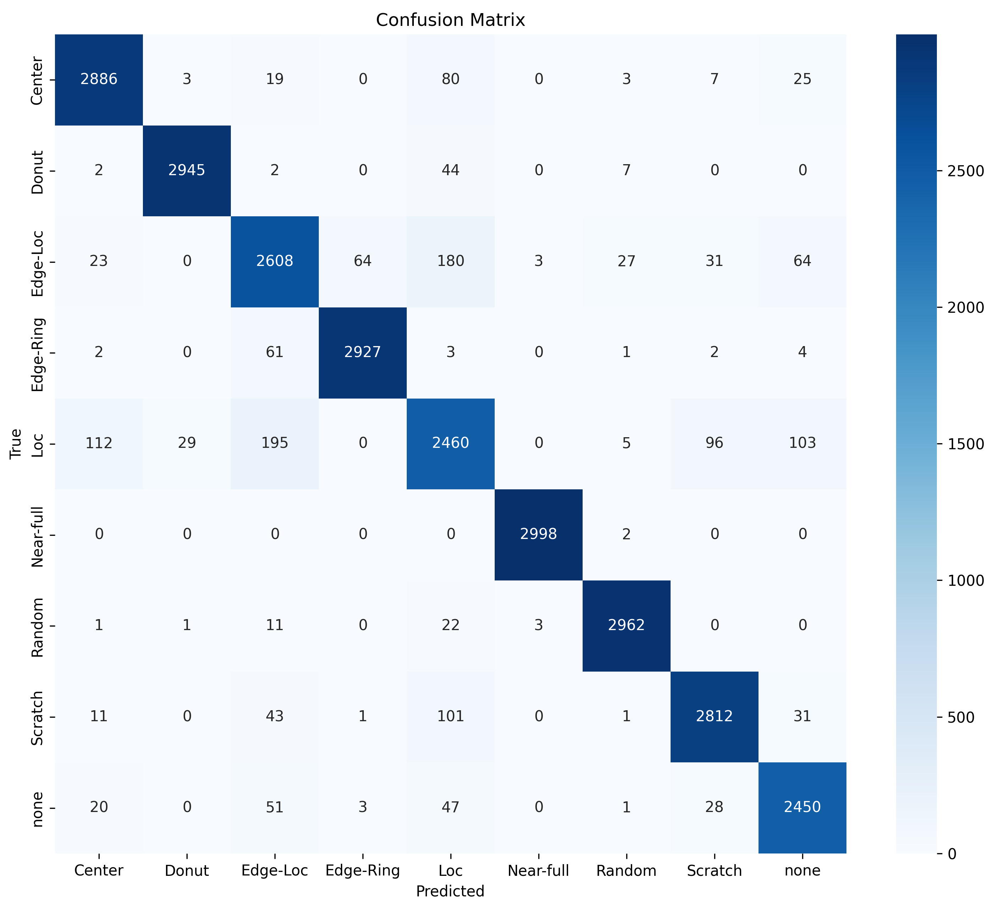 Confusion Matrix
True
Center 2886 3 19 0 80 0 3 7 25
Donut 2 2945 2 0 44 0 7 0 0
Edge-Loc 23 0 2608 64 180 3 27 31 64
Edge-Ring 2 0 61 2927 3 0 1 2 4
Loc 112 29 195 0 2460 0 5 96 103
Near-full 0 0 0 0 0 2998 2 0 0
Random 1 1 11 0 22 3 2962 0 0
Scratch 11 0 43 1 101 0 1 2812 31
none 20 0 51 3 47 0 1 28 2450
Center Donut Edge-Loc Edge-Ring Loc Near-full Random Scratch none
Predicted
2500
2000
1500
1000
500
0